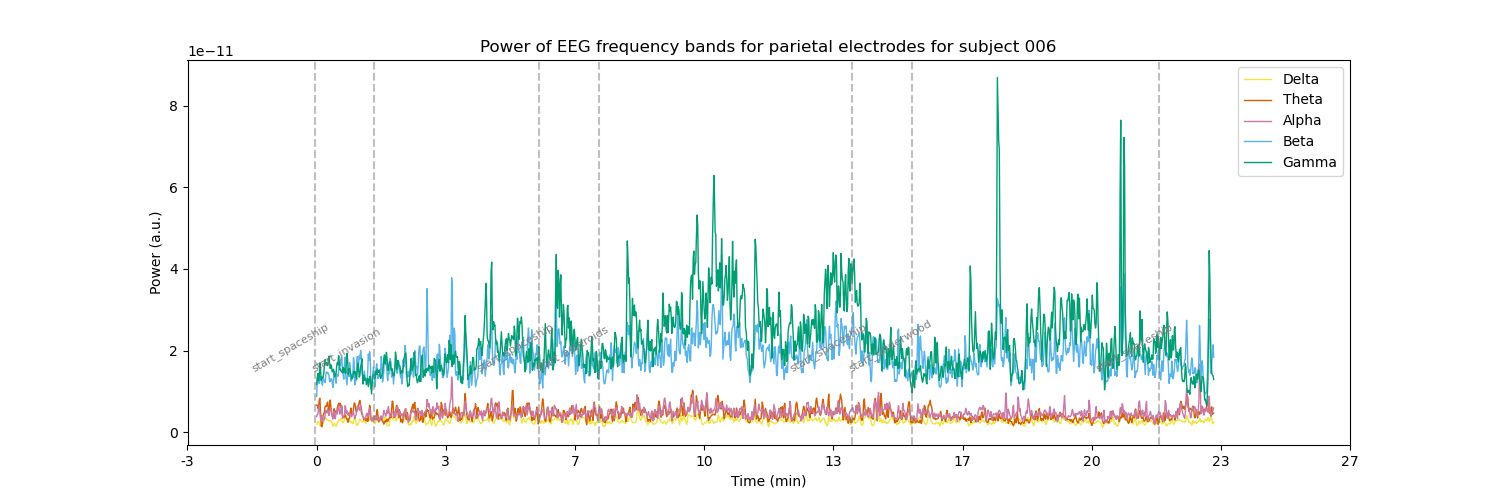 Power of EEG frequency bands for parietal electrodes for subject 006
1e−11
Delta
Theta
Alpha
Beta
Gamma
8
6
4
2
0
Power (a.u.)
start_spaceship
start_invasion
start_spaceship
start_spaceship
-3
0
3
7
10
13
17
20
23
27
Time (min)